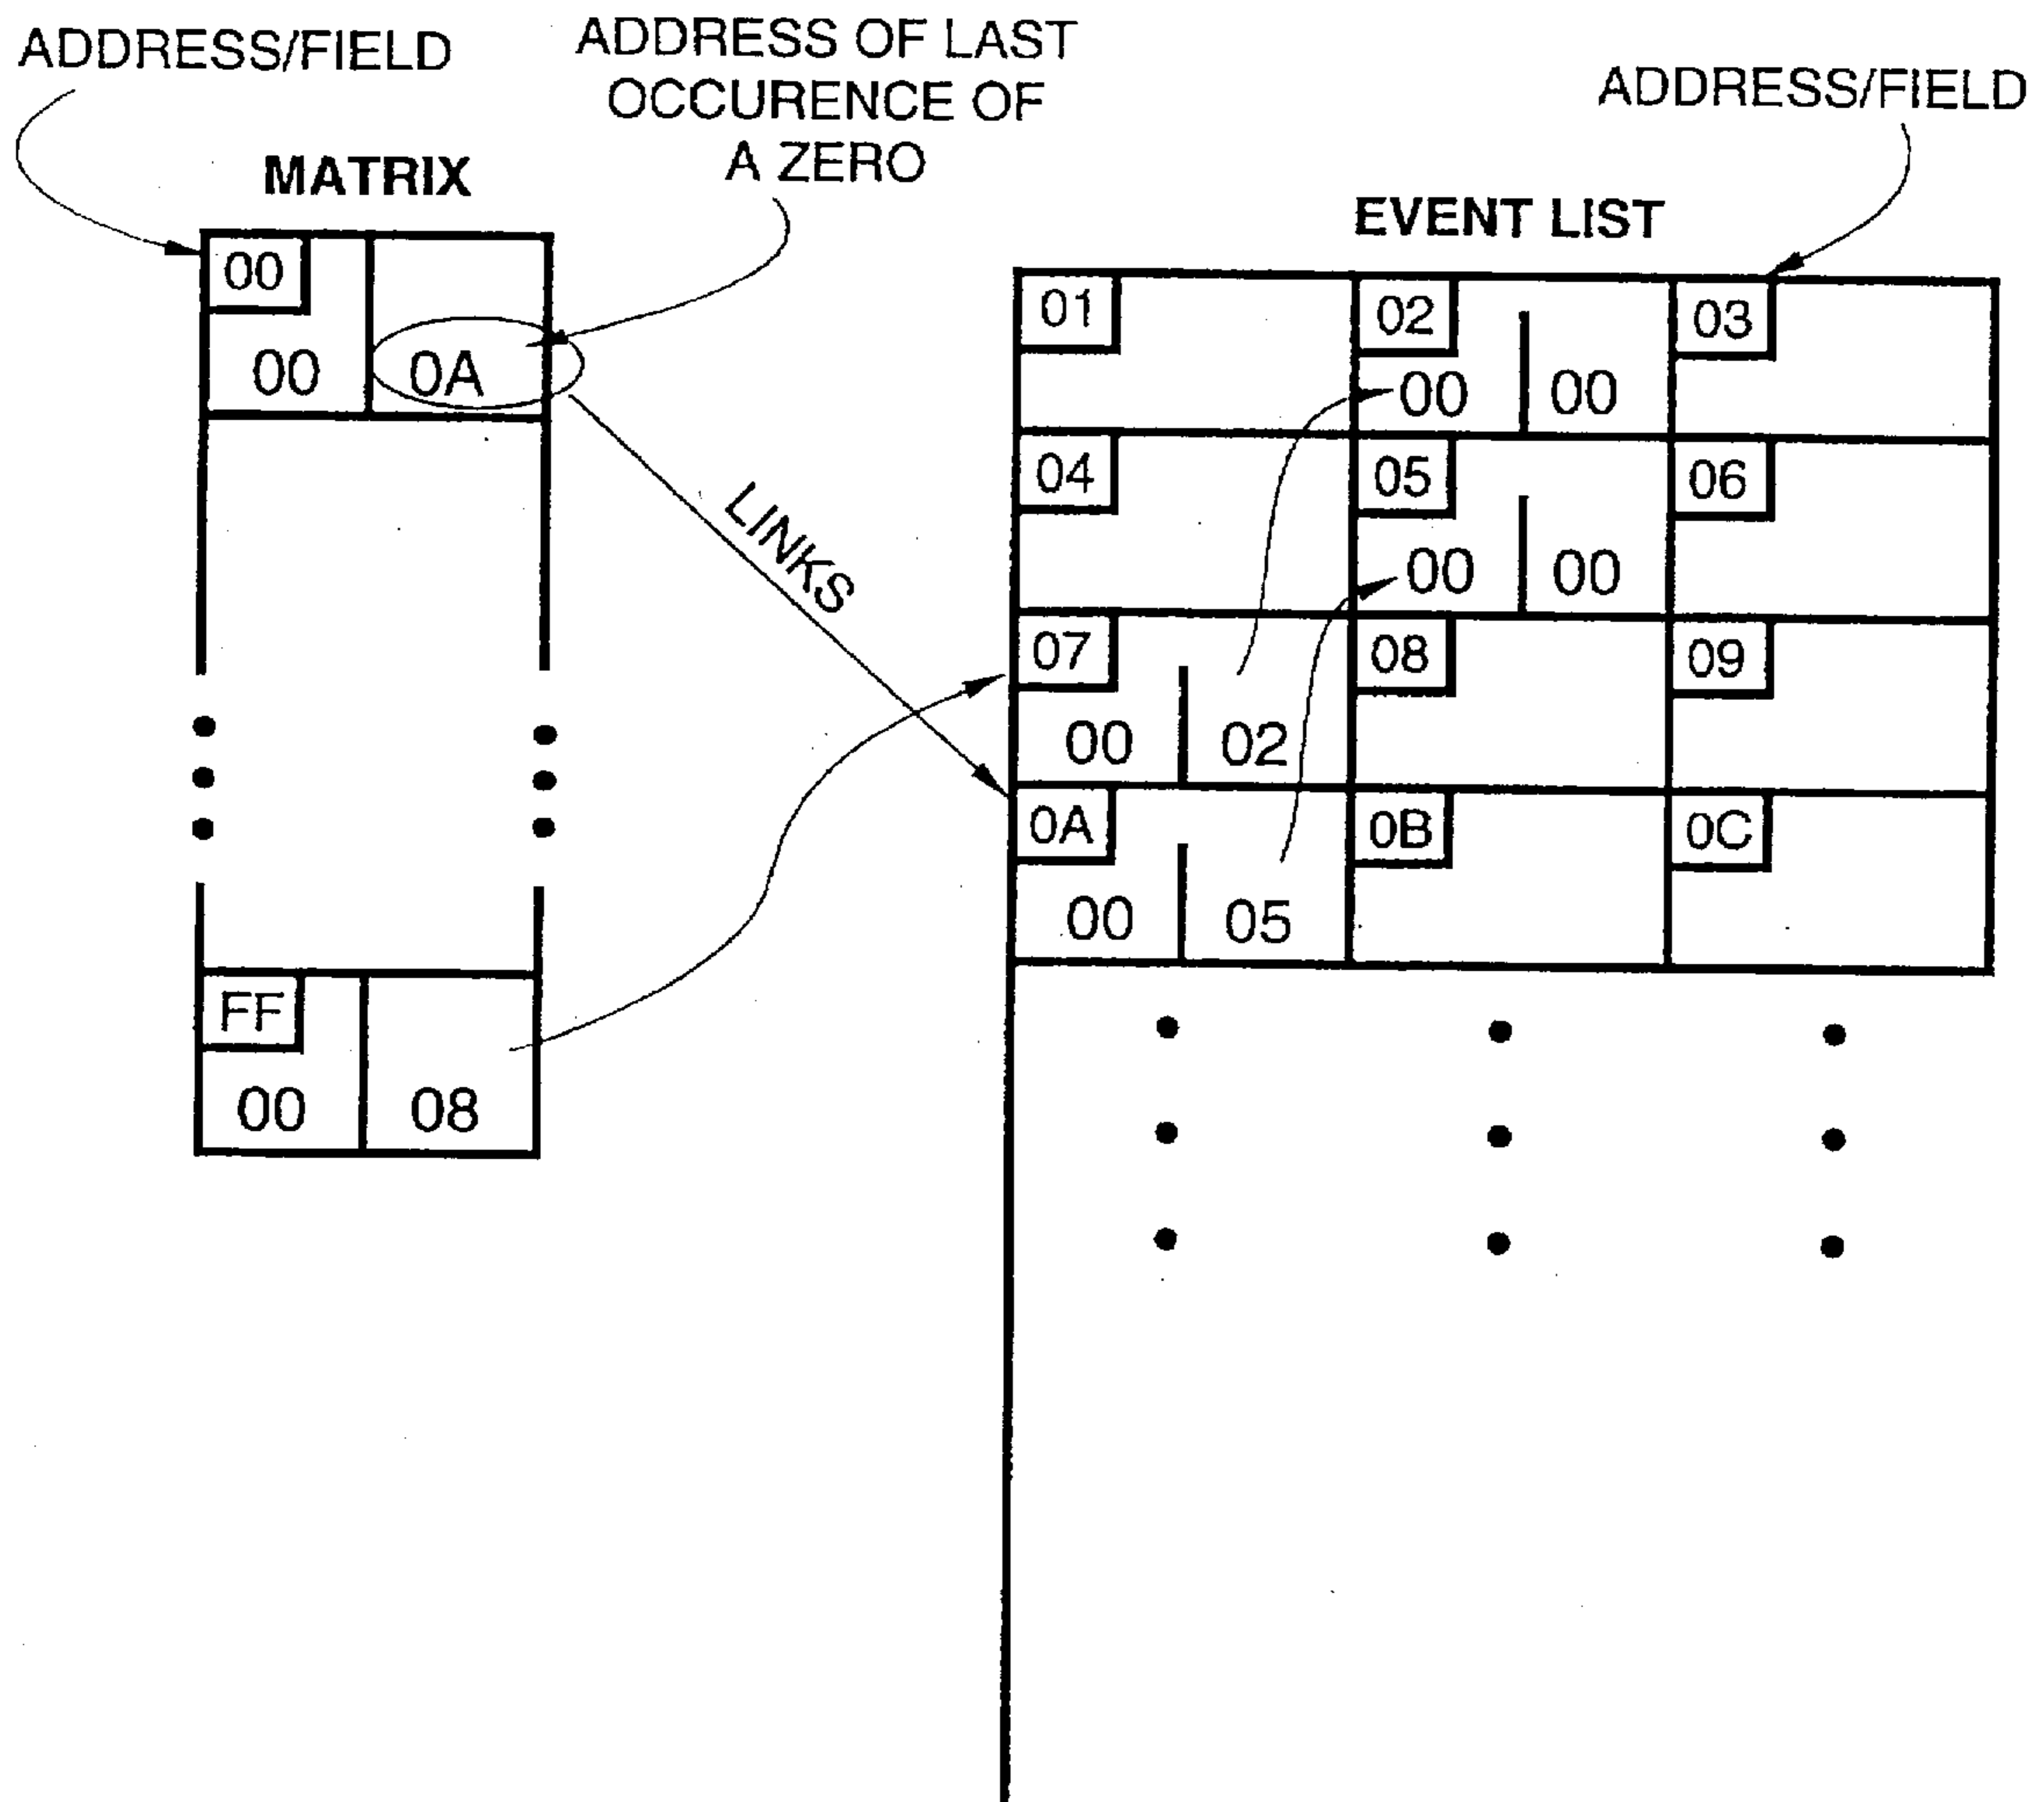 ADDRESS/FIELD
ADDRESS OF LAST
OCCURENCE OF
A ZERO
ADDRESS/FIELD
MATRIX
EVENT LIST
00
00 0A
LINKS
FF
00 08
01 02 03
00 00
04 05 06
00 00
07 08 09
00 02
0A 0B 0C
00 05